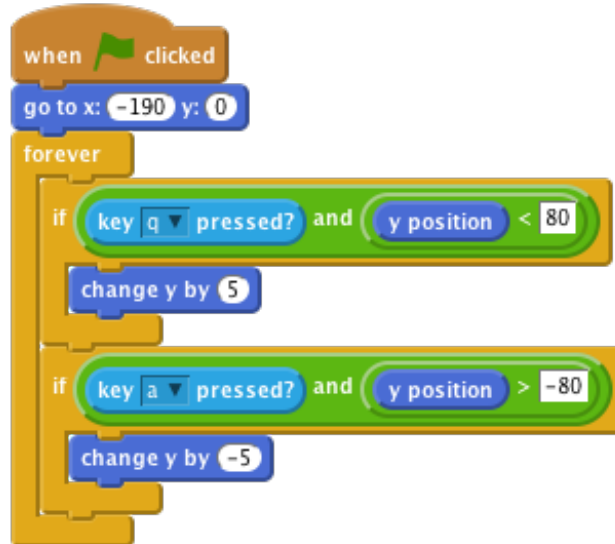 when clicked
go to x: -190 y: 0
forever
if key q pressed? and y position < 80
change y by 5
if key a pressed? and y position > -80
change y by -5